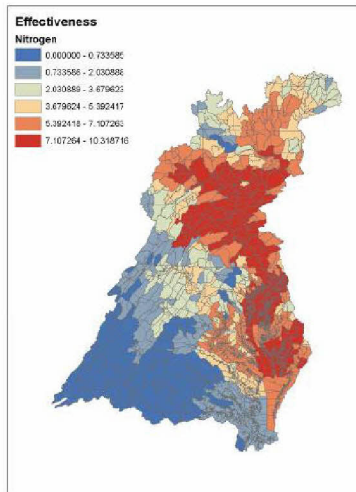 Effectiveness
Nitrogen
0.000000 - 0.733585
0.733586 - 2.030888
2.030889 - 3.679623
3.679624 - 5.392417
5.392418 - 7.107263
7.107264 - 10.318716